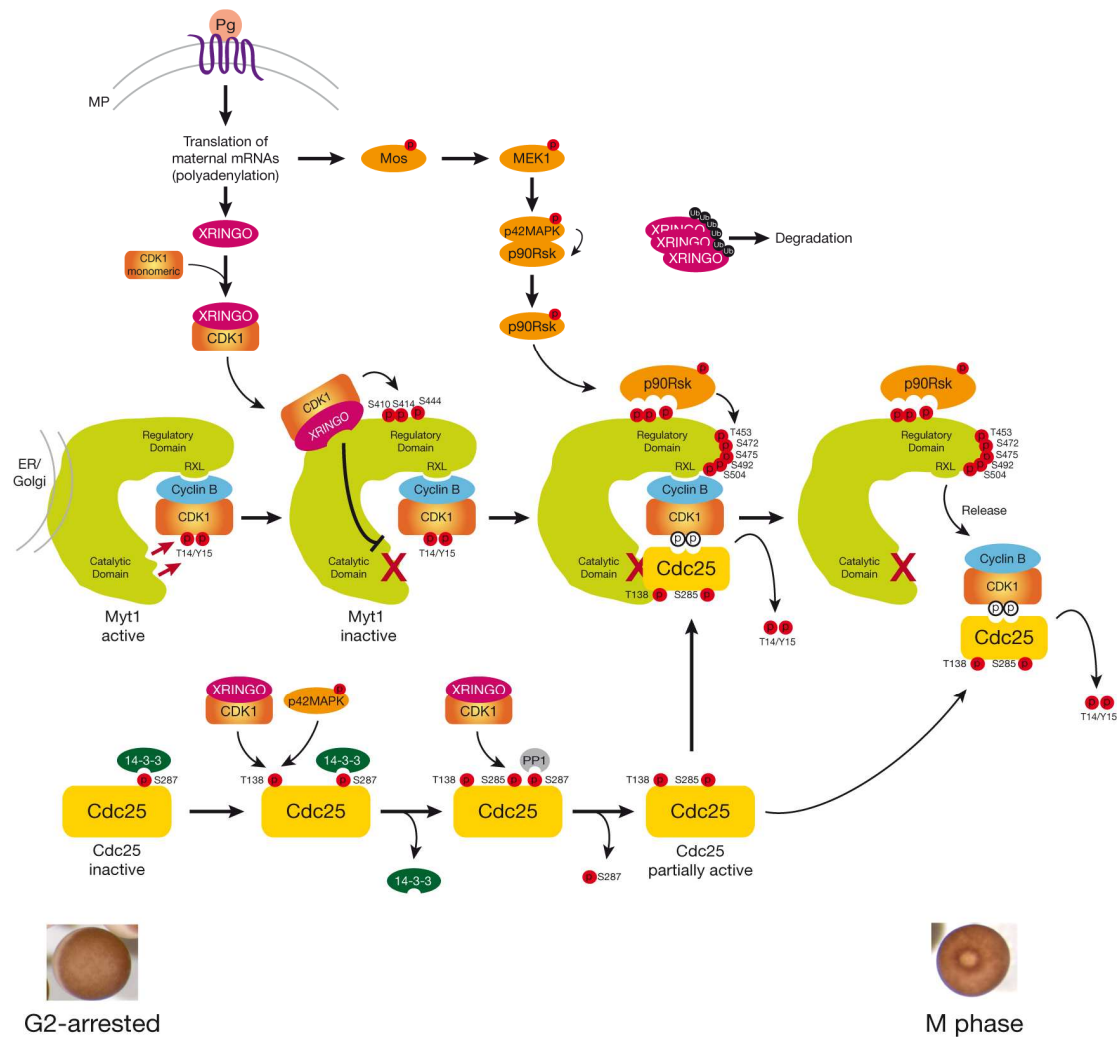 Pg
MP
Translation of
maternal mRNAs
(polyadenylation)
p
Mos
p
MEK1
XRINGO
p
p42MAPK
p90Rsk
Ub
Ub
Ub
Ub
Ub
XRINGO
XRINGO
XRINGO
Degradation
CDK1
monomeric
XRINGO
CDK1
p
p90Rsk
CDK1
XRINGO
S410
S414
S444
p
p
p
p
p90Rsk
p
p
p
p
p90Rsk
p
p
p
ER/
Golgi
Regulatory
Domain
RXL
Cyclin B
CDK1
p
p
T14/Y15
Catalytic
Domain
Myt1
active
Regulatory
Domain
RXL
Cyclin B
CDK1
p
p
T14/Y15
Catalytic
Domain
X
Myt1
inactive
Regulatory
Domain
RXL
p
T453
p
S472
p
S475
p
S492
p
S504
Cyclin B
CDK1
p
p
Catalytic
Domain
X
Cdc25
T138
p
S285
p
p
p
T14/Y15
Regulatory
Domain
RXL
p
T453
p
S472
p
S475
p
S492
p
S504
Release
Catalytic
Domain
X
Cyclin B
CDK1
p
p
Cdc25
T138
p
S285
p
p
p
T14/Y15
XRINGO
CDK1
p
p42MAPK
XRINGO
CDK1
14-3-3
p
S287
Cdc25
Cdc25
inactive
T138
p
14-3-3
p
S287
Cdc25
14-3-3
T138
p
S285
p
PP1
p
S287
Cdc25
p
S287
T138
p
S285
p
Cdc25
Cdc25
partially active
G2-arrested
M phase